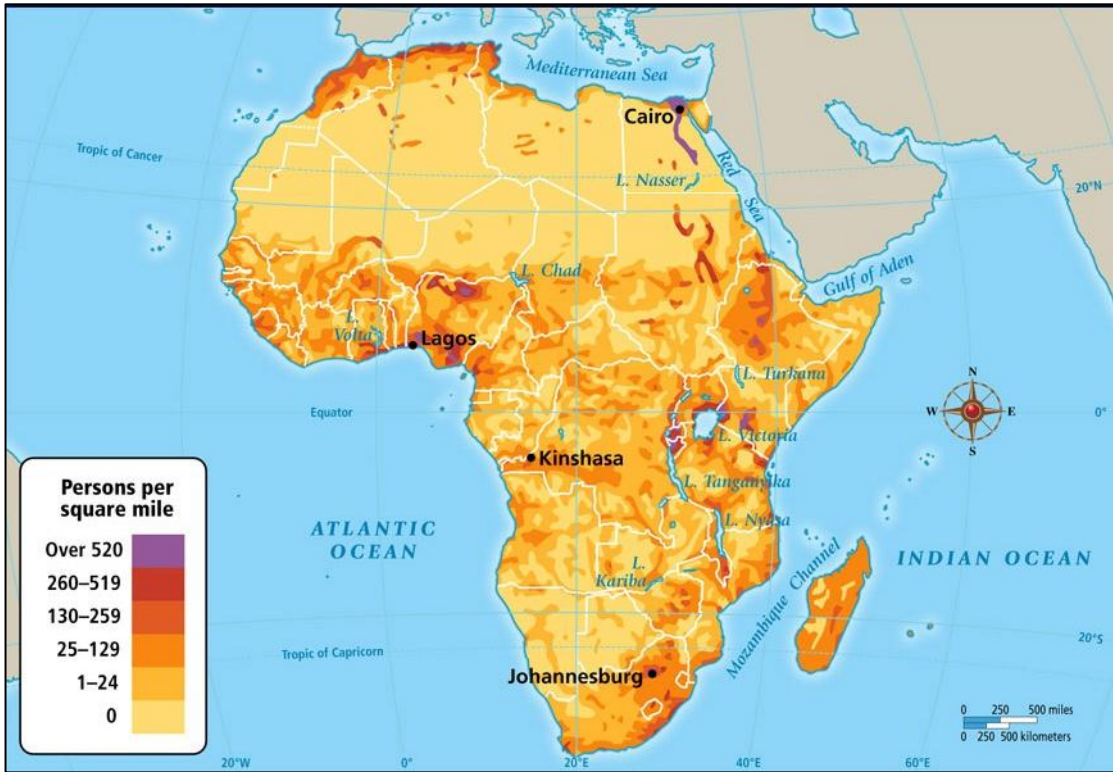 Mediterranean Sea
Cairo
Tropic of Cancer
L. Nasser
Red Sea
20°N
L. Chad
Gulf of Aden
L. Volta
Lagos
L. Turkana
N
W
E
S
Equator
0°
L. Victoria
Kinshasa
L. Tanganyika
L. Nyasa
ATLANTIC
OCEAN
INDIAN OCEAN
L.
Kariba
Mozambique Channel
20°S
Tropic of Capricorn
Johannesburg
Persons per
square mile
Over 520
260–519
130–259
25–129
1–24
0
0 250 500 miles
0 250 500 kilometers
20°W
0°
20°E
40°E
60°E